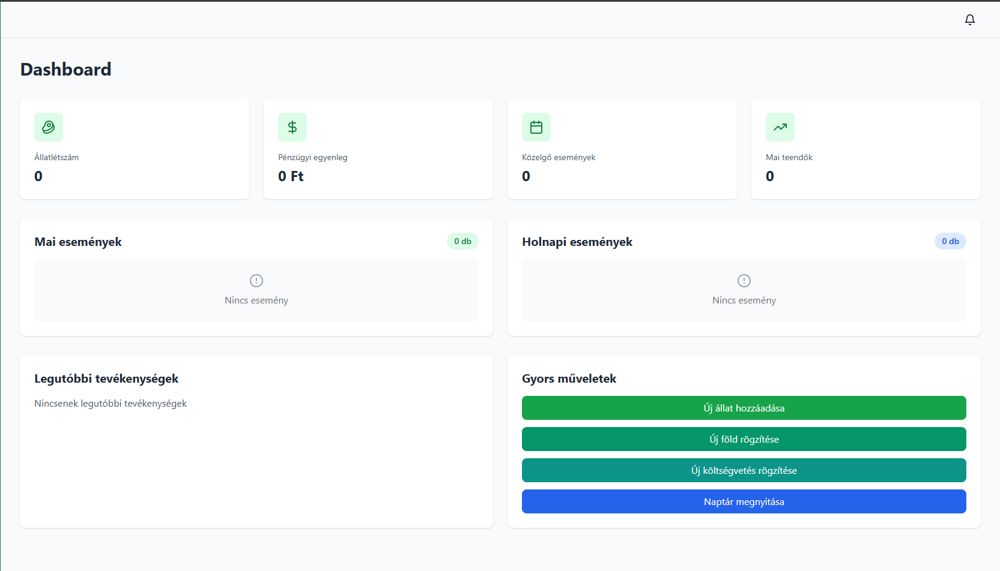 Dashboard
Állatlétszám
0
Pénzügyi egyenleg
0 Ft
Közelgő események
0
Mai teendők
0
Mai események
0 db
Nincs esemény
Holnapi események
0 db
Nincs esemény
Legutóbbi tevékenységek
Nincsenek legutóbbi tevékenységek
Gyors műveletek
Új állat hozzáadása
Új föld rögzítése
Új költségvetés rögzítése
Naptár megnyitása